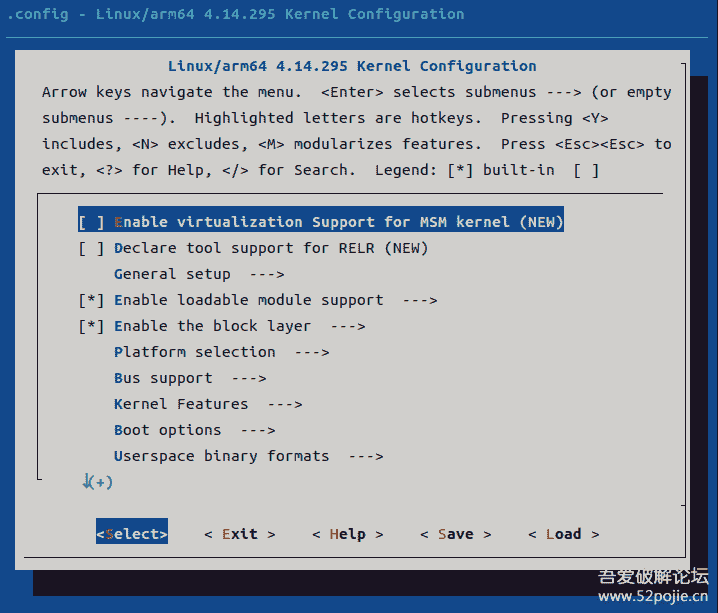 .config - Linux/arm64 4.14.295 Kernel Configuration
Linux/arm64 4.14.295 Kernel Configuration
Arrow keys navigate the menu.  <Enter> selects submenus ---> (or empty
submenus ----).  Highlighted letters are hotkeys.  Pressing <Y>
includes, <N> excludes, <M> modularizes features.  Press <Esc><Esc> to
exit, <?> for Help, </> for Search.  Legend: [*] built-in  [ ]
[ ] Enable virtualization Support for MSM kernel (NEW)
[ ] Declare tool support for RELR (NEW)
General setup  --->
[*] Enable loadable module support  --->
[*] Enable the block layer  --->
Platform selection  --->
Bus support  --->
Kernel Features  --->
Boot options  --->
Userspace binary formats  --->
↓(+)
<Select>    < Exit >    < Help >    < Save >    < Load >
吾爱破解论坛
www.52pojie.cn